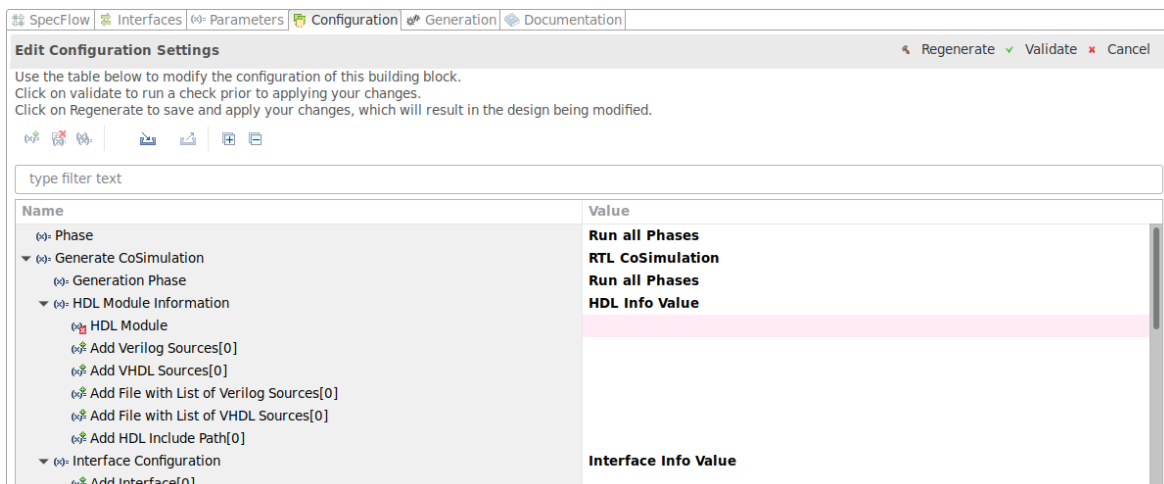 SpecFlow Interfaces (x)= Parameters Configuration Generation Documentation
Edit Configuration Settings Regenerate Validate Cancel
Use the table below to modify the configuration of this building block.
Click on validate to run a check prior to applying your changes.
Click on Regenerate to save and apply your changes, which will result in the design being modified.
type filter text
Name Value
(x)= Phase Run all Phases
(x)= Generate CoSimulation RTL CoSimulation
(x)= Generation Phase Run all Phases
(x)= HDL Module Information HDL Info Value
HDL Module
Add Verilog Sources[0]
Add VHDL Sources[0]
Add File with List of Verilog Sources[0]
Add File with List of VHDL Sources[0]
Add HDL Include Path[0]
(x)= Interface Configuration Interface Info Value
Add Interface[0]